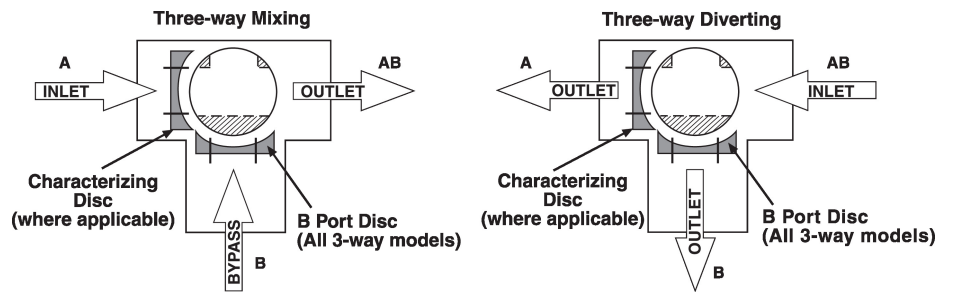 Three-way Mixing
A
AB
INLET
OUTLET
Characterizing
Disc
(where applicable)
BYPASS
B
B Port Disc
(All 3-way models)
Three-way Diverting
A
AB
OUTLET
INLET
Characterizing
Disc
(where applicable)
OUTLET
B
B Port Disc
(All 3-way models)